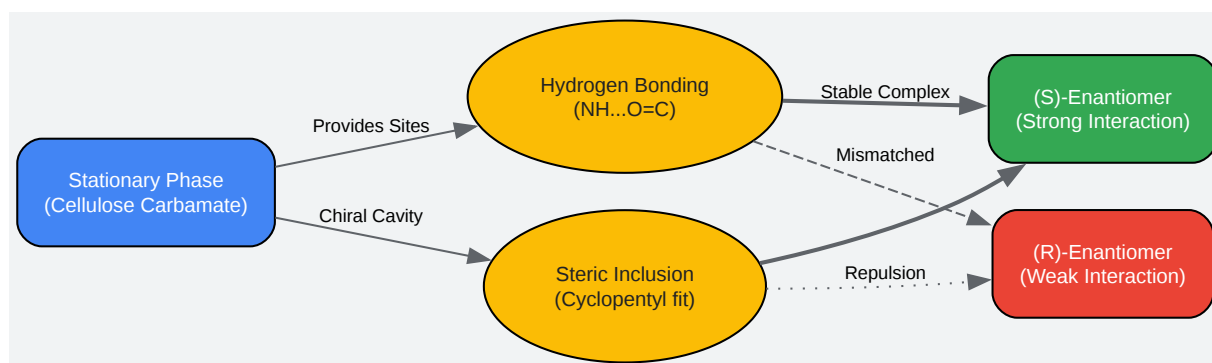 Stationary Phase
(Cellulose Carbamate)
Provides Sites
Chiral Cavity
Hydrogen Bonding
(NH...O=C)
Steric Inclusion
(Cyclopentyl fit)
Stable Complex
Mismatched
Repulsion
(S)-Enantiomer
(Strong Interaction)
(R)-Enantiomer
(Weak Interaction)